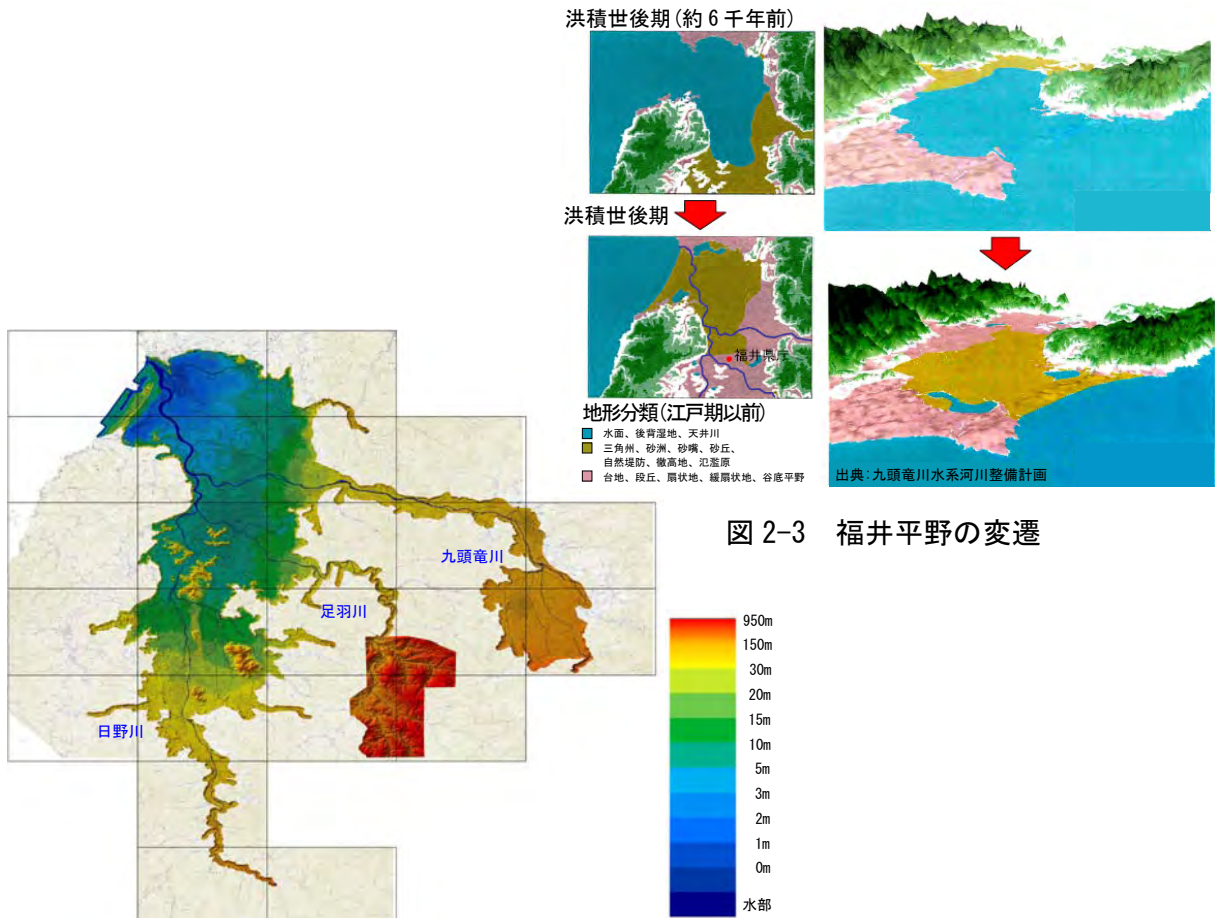 洪積世後期(約6千年前)
洪積世後期
福井県庁
地形分類(江戸期以前)
水面、後背湿地、天井川
三角州、砂洲、砂嘴、砂丘、
自然堤防、徹高地、氾濫原
台地、段丘、扇状地、緩扇状地、谷底平野
出典:九頭竜川水系河川整備計画
図 2-3 福井平野の変遷
九頭竜川
足羽川
日野川
950m
150m
30m
20m
15m
10m
5m
3m
2m
1m
0m
水部